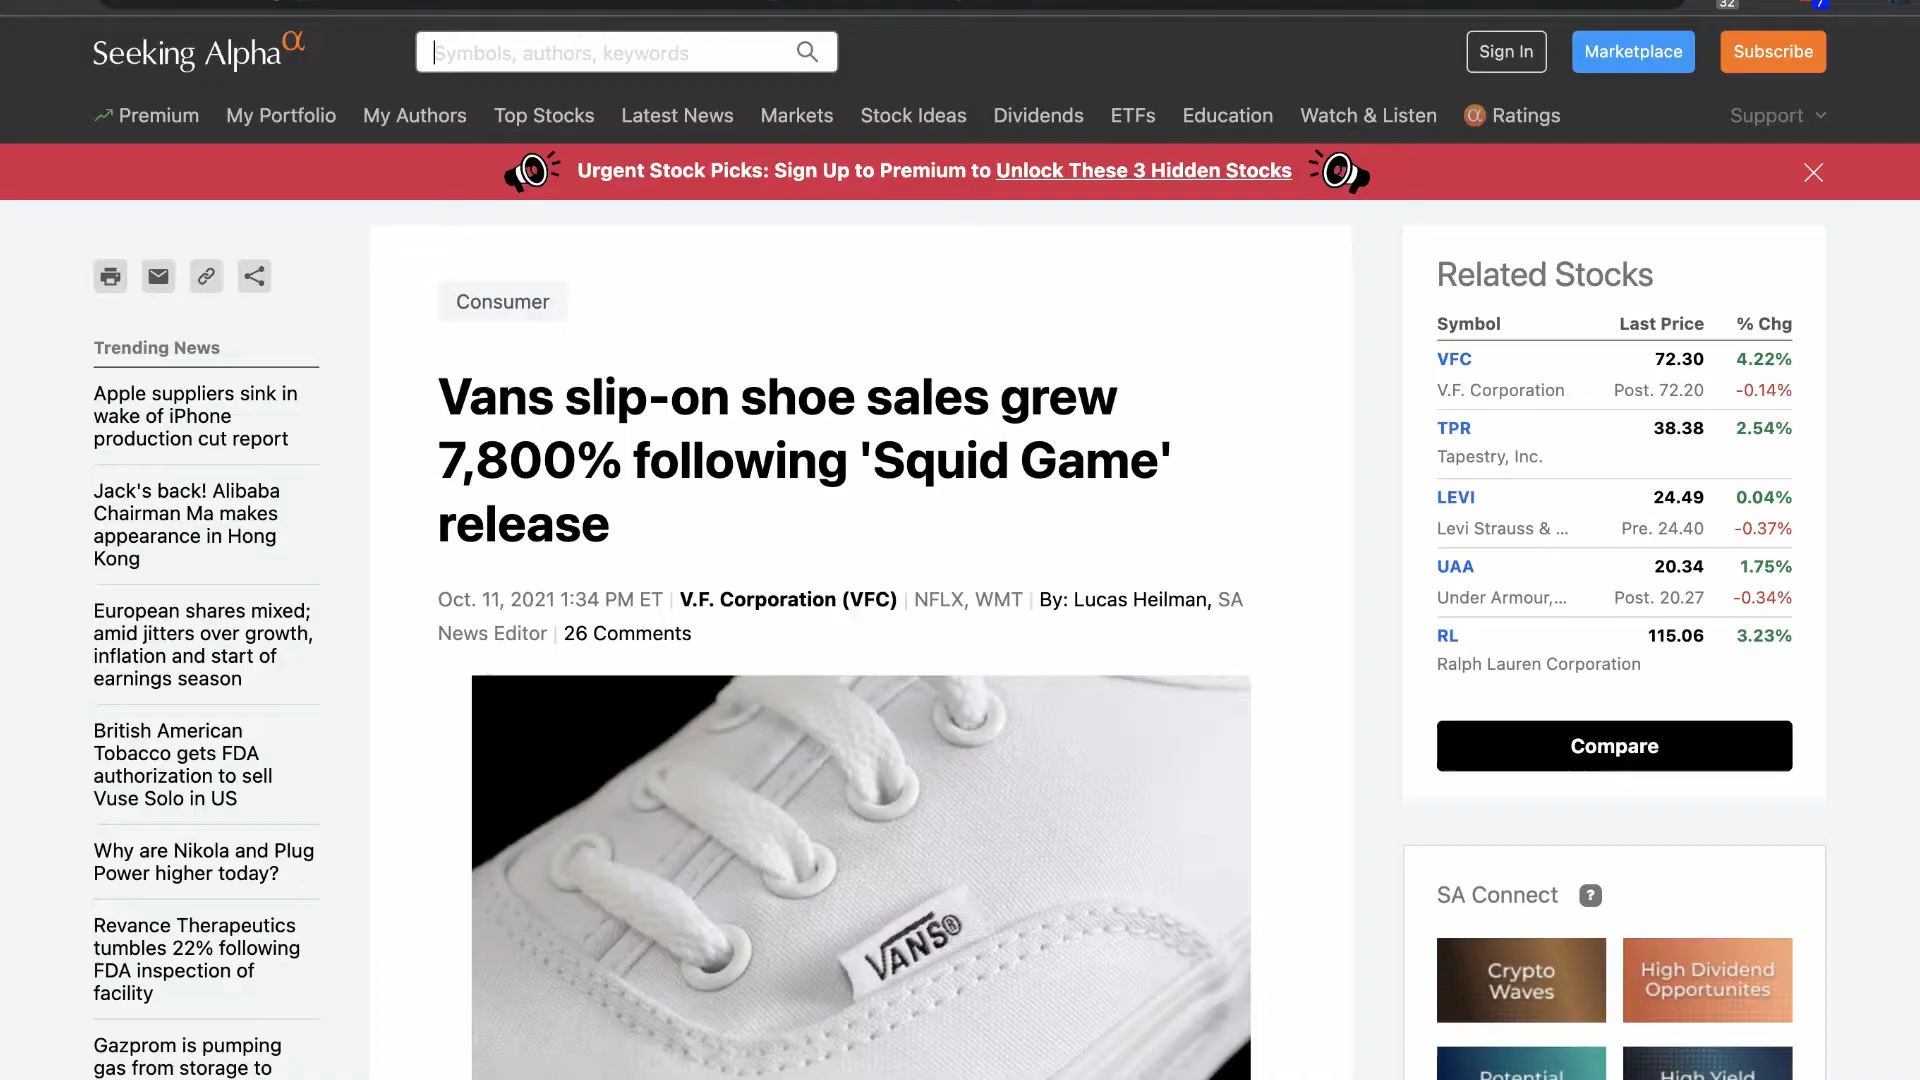 32
7
Seeking Alpha α
Symbols, authors, keywords
Sign In
Marketplace
Subscribe
Premium
My Portfolio
My Authors
Top Stocks
Latest News
Markets
Stock Ideas
Dividends
ETFs
Education
Watch & Listen
α Ratings
Support
Urgent Stock Picks: Sign Up to Premium to Unlock These 3 Hidden Stocks
Trending News
Apple suppliers sink in
wake of iPhone
production cut report
Jack's back! Alibaba
Chairman Ma makes
appearance in Hong
Kong
European shares mixed;
amid jitters over growth,
inflation and start of
earnings season
British American
Tobacco gets FDA
authorization to sell
Vuse Solo in US
Why are Nikola and Plug
Power higher today?
Revance Therapeutics
tumbles 22% following
FDA inspection of
facility
Gazprom is pumping
gas from storage to
Consumer
Vans slip-on shoe sales grew
7,800% following 'Squid Game'
release
Oct. 11, 2021 1:34 PM ET | V.F. Corporation (VFC) | NFLX, WMT | By: Lucas Heilman, SA
News Editor | 26 Comments
VANS®
Related Stocks
Symbol Last Price % Chg
VFC 72.30 4.22%
V.F. Corporation Post. 72.20 -0.14%
TPR 38.38 2.54%
Tapestry, Inc.
LEVI 24.49 0.04%
Levi Strauss & ... Pre. 24.40 -0.37%
UAA 20.34 1.75%
Under Armour,... Post. 20.27 -0.34%
RL 115.06 3.23%
Ralph Lauren Corporation
Compare
SA Connect ?
Crypto
Waves
High Dividend
Opportunites
Potential
High Yield